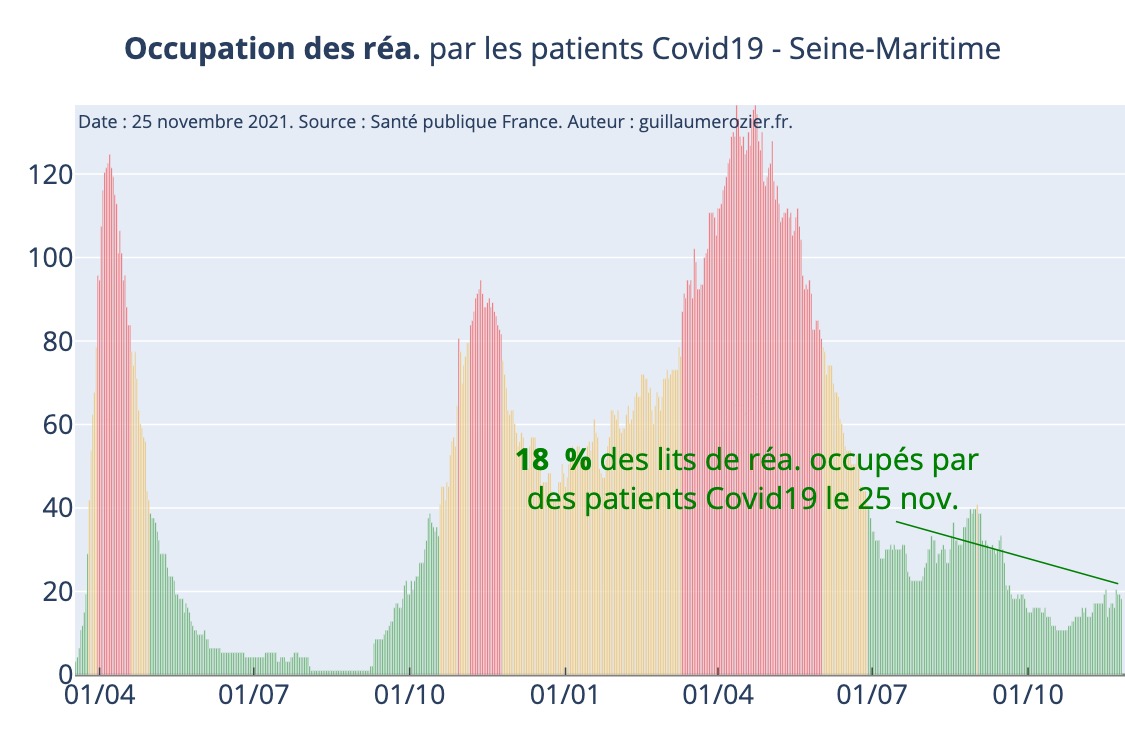 Occupation des réa. par les patients Covid19 - Seine-Maritime
Date : 25 novembre 2021. Source : Santé publique France. Auteur : guillaumerozier.fr.
120
100
80
60
18 % des lits de réa. occupés par
des patients Covid19 le 25 nov.
40
20
0
01/04 01/07 01/10 01/01 01/04 01/07 01/10